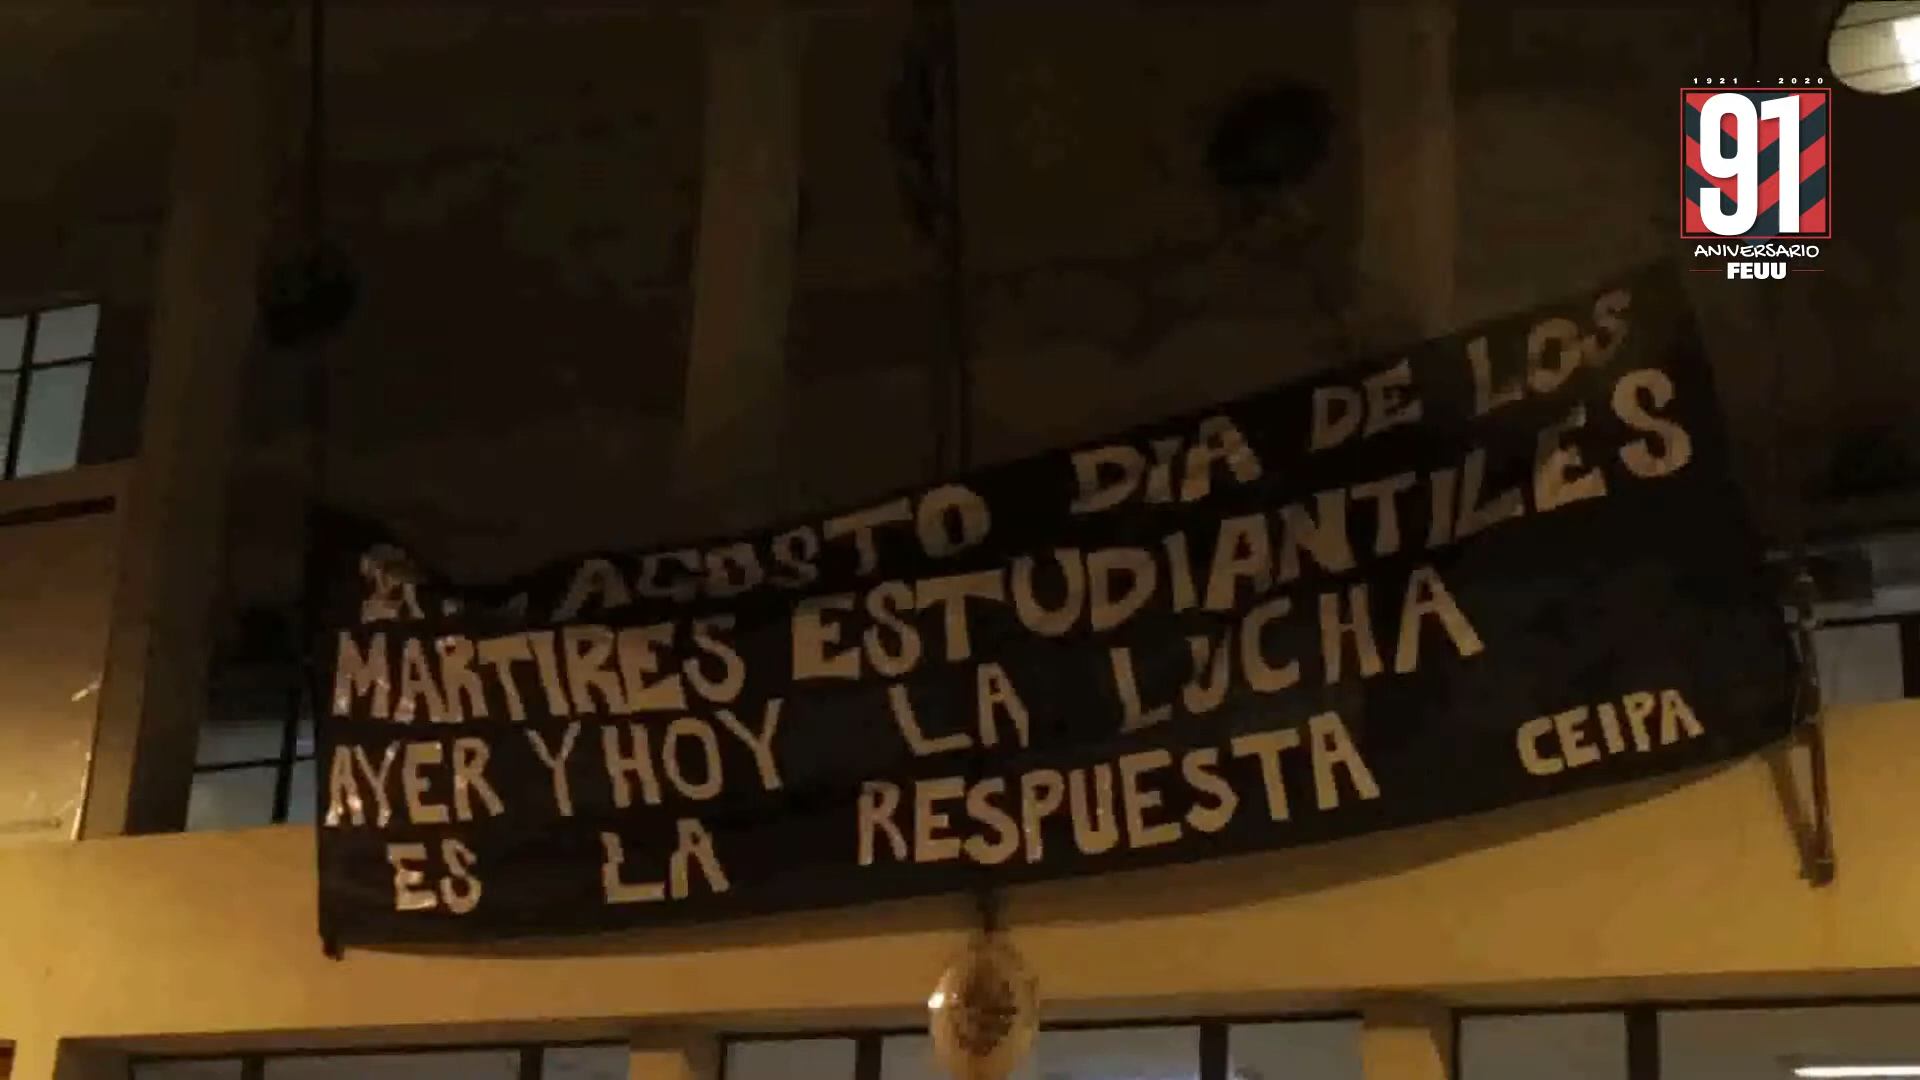 1921 - 2020
91
ANIVERSARIO
FEUU
AGOSTO DIA DE LOS
MARTIRES ESTUDIANTILES
AYER Y HOY LA LUCHA
ES LA RESPUESTA CEIPA